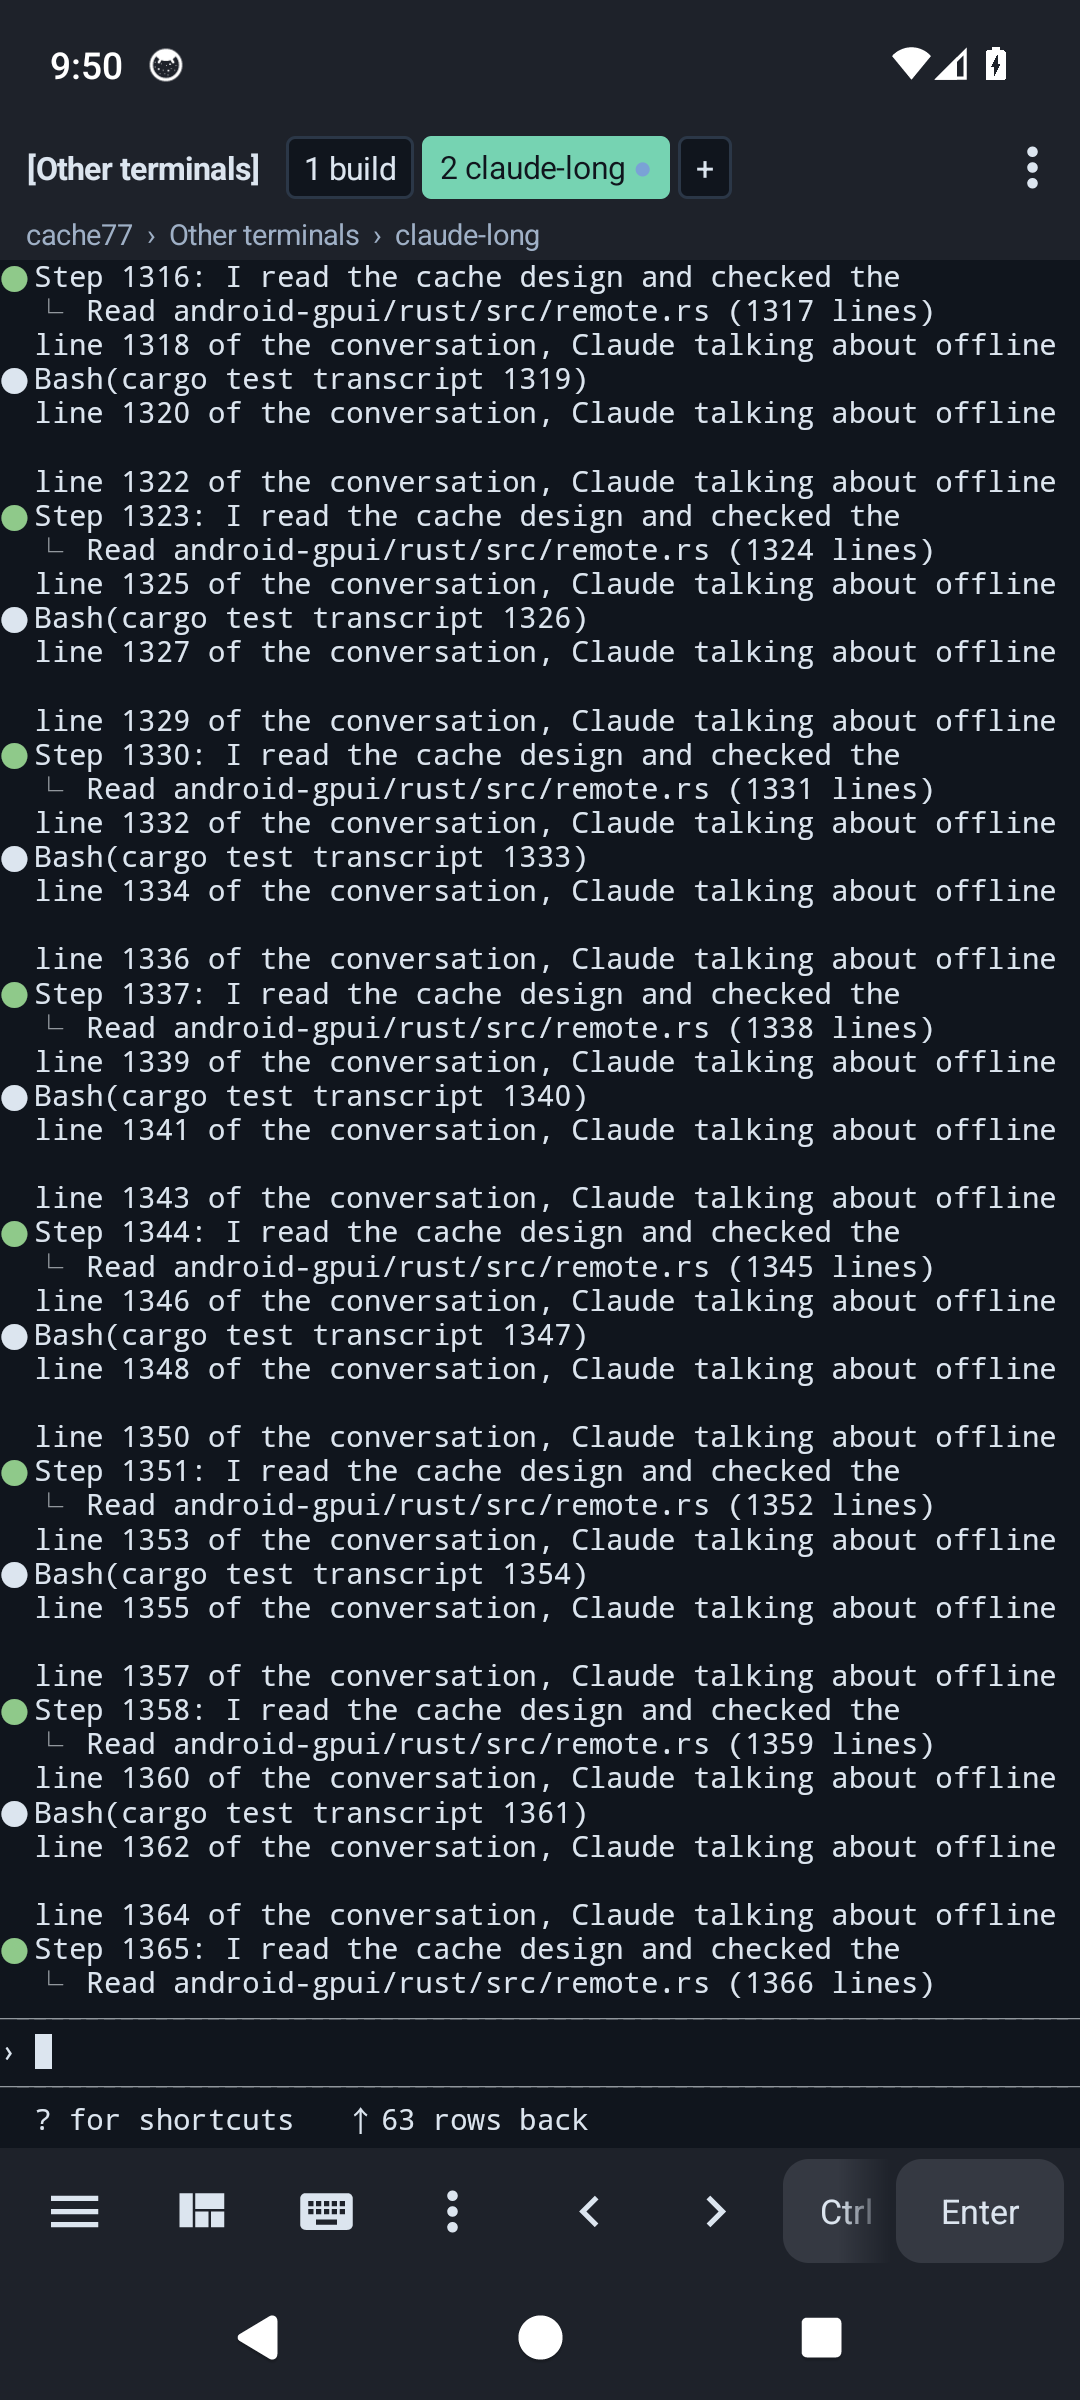 9:50
[Other terminals] 1 build 2 claude-long +
cache77 › Other terminals › claude-long
Step 1316: I read the cache design and checked the
└ Read android-gpui/rust/src/remote.rs (1317 lines)
line 1318 of the conversation, Claude talking about offline
Bash(cargo test transcript 1319)
line 1320 of the conversation, Claude talking about offline
line 1322 of the conversation, Claude talking about offline
Step 1323: I read the cache design and checked the
└ Read android-gpui/rust/src/remote.rs (1324 lines)
line 1325 of the conversation, Claude talking about offline
Bash(cargo test transcript 1326)
line 1327 of the conversation, Claude talking about offline
line 1329 of the conversation, Claude talking about offline
Step 1330: I read the cache design and checked the
└ Read android-gpui/rust/src/remote.rs (1331 lines)
line 1332 of the conversation, Claude talking about offline
Bash(cargo test transcript 1333)
line 1334 of the conversation, Claude talking about offline
line 1336 of the conversation, Claude talking about offline
Step 1337: I read the cache design and checked the
└ Read android-gpui/rust/src/remote.rs (1338 lines)
line 1339 of the conversation, Claude talking about offline
Bash(cargo test transcript 1340)
line 1341 of the conversation, Claude talking about offline
line 1343 of the conversation, Claude talking about offline
Step 1344: I read the cache design and checked the
└ Read android-gpui/rust/src/remote.rs (1345 lines)
line 1346 of the conversation, Claude talking about offline
Bash(cargo test transcript 1347)
line 1348 of the conversation, Claude talking about offline
line 1350 of the conversation, Claude talking about offline
Step 1351: I read the cache design and checked the
└ Read android-gpui/rust/src/remote.rs (1352 lines)
line 1353 of the conversation, Claude talking about offline
Bash(cargo test transcript 1354)
line 1355 of the conversation, Claude talking about offline
line 1357 of the conversation, Claude talking about offline
Step 1358: I read the cache design and checked the
└ Read android-gpui/rust/src/remote.rs (1359 lines)
line 1360 of the conversation, Claude talking about offline
Bash(cargo test transcript 1361)
line 1362 of the conversation, Claude talking about offline
line 1364 of the conversation, Claude talking about offline
Step 1365: I read the cache design and checked the
└ Read android-gpui/rust/src/remote.rs (1366 lines)
›
? for shortcuts ↑ 63 rows back
Ctrl Enter